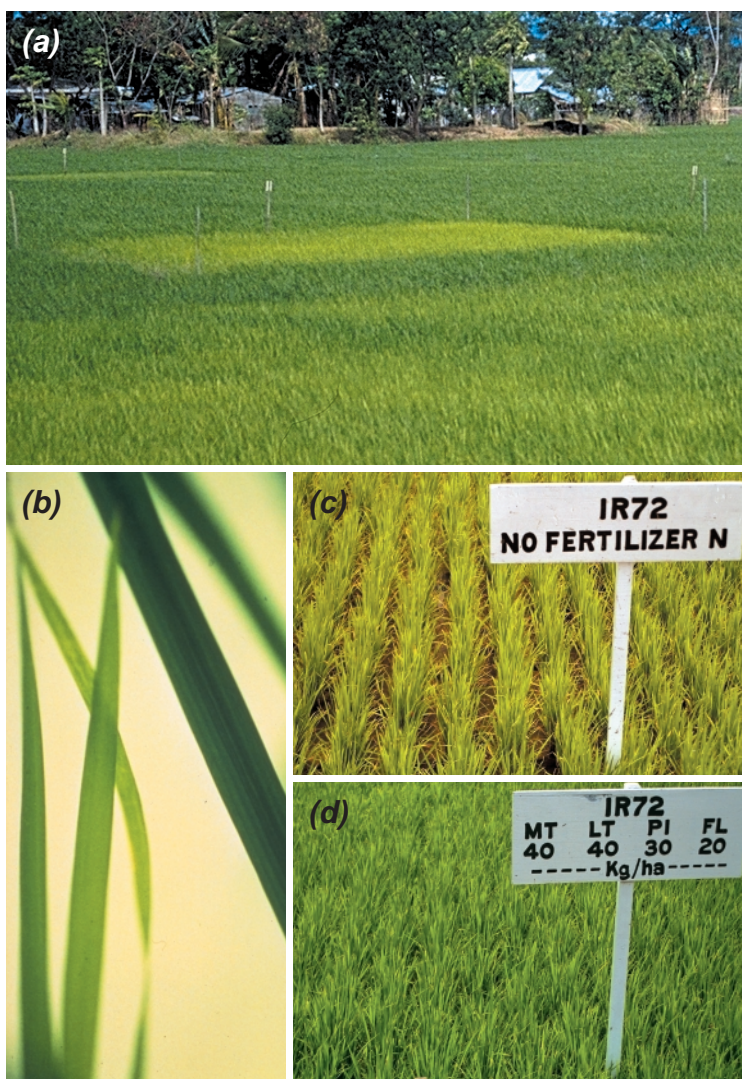 (a)
(b)
(c)
IR72
NO FERTILIZER N
(d)
IR72
MT LT PI FL
40 40 30 20
-----Kg/ha-----